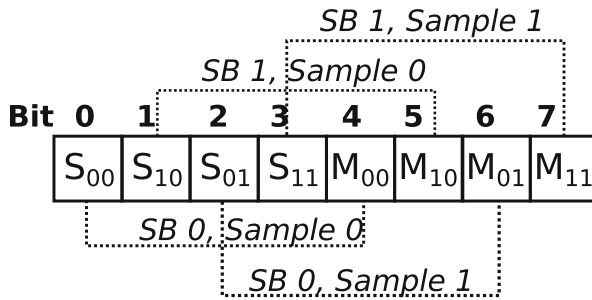 SB 1, Sample 1
SB 1, Sample 0
Bit 0 1 2 3 4 5 6 7
S₀₀ S₁₀ S₀₁ S₁₁ M₀₀ M₁₀ M₀₁ M₁₁
SB 0, Sample 0
SB 0, Sample 1